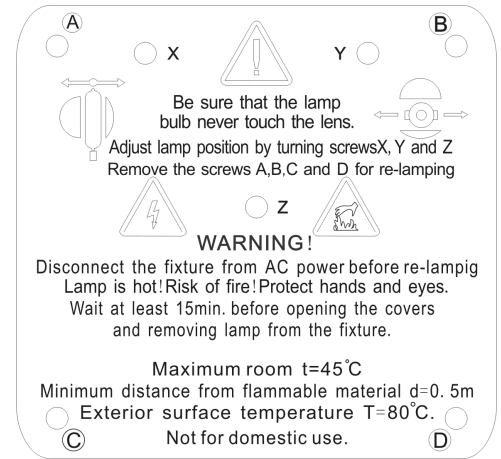 A B
X Y
Be sure that the lamp
bulb never touch the lens.
Adjust lamp position by turning screwsX, Y and Z
Remove the screws A,B,C and D for re-lamping
Z
WARNING!
Disconnect the fixture from AC power before re-lampig
Lamp is hot!Risk of fire!Protect hands and eyes.
Wait at least 15min. before opening the covers
and removing lamp from the fixture.
Maximum room t=45℃
Minimum distance from flammable material d=0. 5m
Exterior surface temperature T=80℃.
C Not for domestic use. D